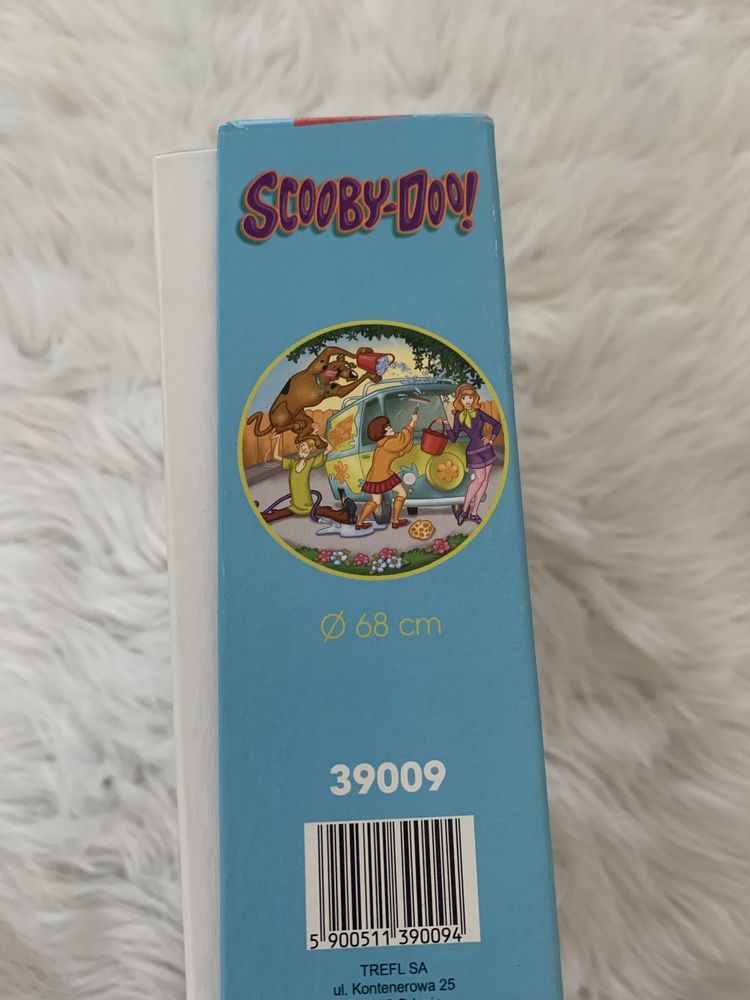 SCOOBY-DOO!
Ø 68 cm
39009
5 900511 390094
TREFL SA
ul. Kontenerowa 25